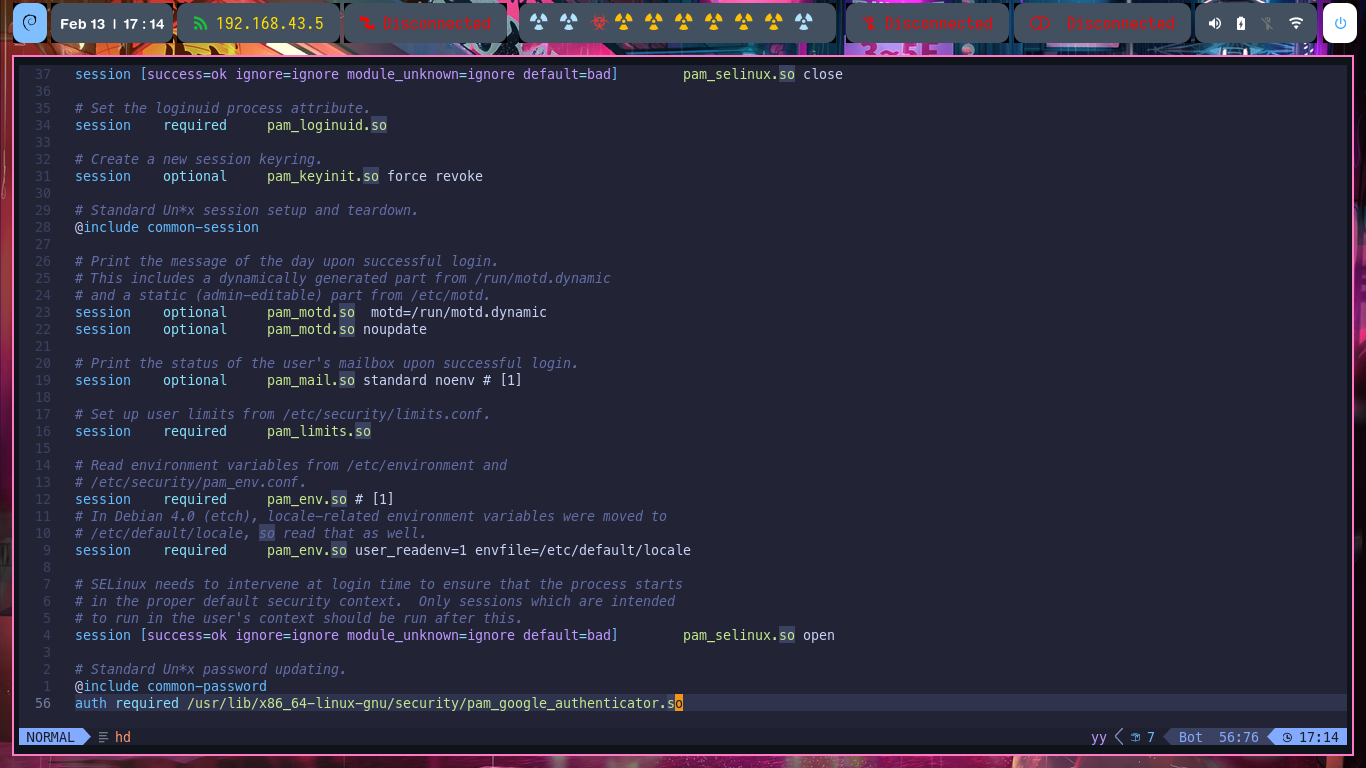 Feb 13 | 17:14 192.168.43.5 Disconnected Disconnected Disconnected
37 session [success=ok ignore=ignore module_unknown=ignore default=bad] pam_selinux.so close
36
35 # Set the loginuid process attribute.
34 session required pam_loginuid.so
33
32 # Create a new session keyring.
31 session optional pam_keyinit.so force revoke
30
29 # Standard Un*x session setup and teardown.
28 @include common-session
27
26 # Print the message of the day upon successful login.
25 # This includes a dynamically generated part from /run/motd.dynamic
24 # and a static (admin-editable) part from /etc/motd.
23 session optional pam_motd.so motd=/run/motd.dynamic
22 session optional pam_motd.so noupdate
21
20 # Print the status of the user's mailbox upon successful login.
19 session optional pam_mail.so standard noenv # [1]
18
17 # Set up user limits from /etc/security/limits.conf.
16 session required pam_limits.so
15
14 # Read environment variables from /etc/environment and
13 # /etc/security/pam_env.conf.
12 session required pam_env.so # [1]
11 # In Debian 4.0 (etch), locale-related environment variables were moved to
10 # /etc/default/locale, so read that as well.
9 session required pam_env.so user_readenv=1 envfile=/etc/default/locale
8
7 # SELinux needs to intervene at login time to ensure that the process starts
6 # in the proper default security context. Only sessions which are intended
5 # to run in the user's context should be run after this.
4 session [success=ok ignore=ignore module_unknown=ignore default=bad] pam_selinux.so open
3
2 # Standard Un*x password updating.
1 @include common-password
56 auth required /usr/lib/x86_64-linux-gnu/security/pam_google_authenticator.so
NORMAL hd yy 7 Bot 56:76 17:14